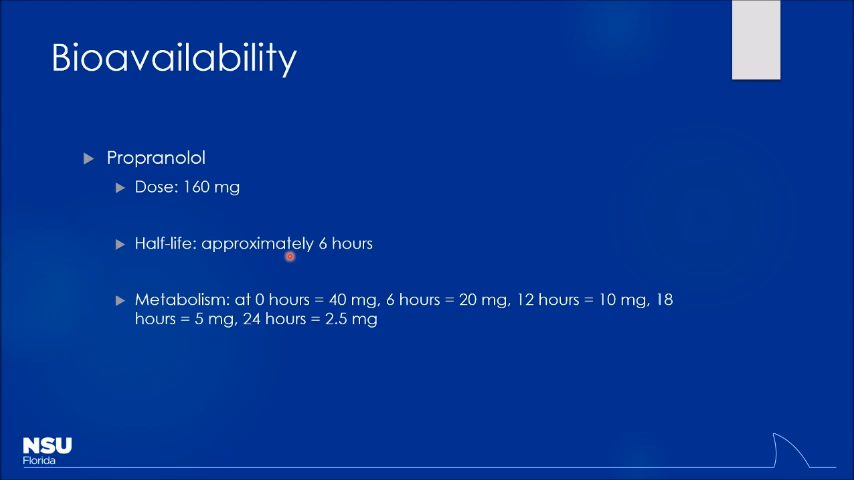 Bioavailability
Propranolol
Dose: 160 mg
Half-life: approximately 6 hours
Metabolism: at 0 hours = 40 mg, 6 hours = 20 mg, 12 hours = 10 mg, 18
hours = 5 mg, 24 hours = 2.5 mg
NSU
Florida